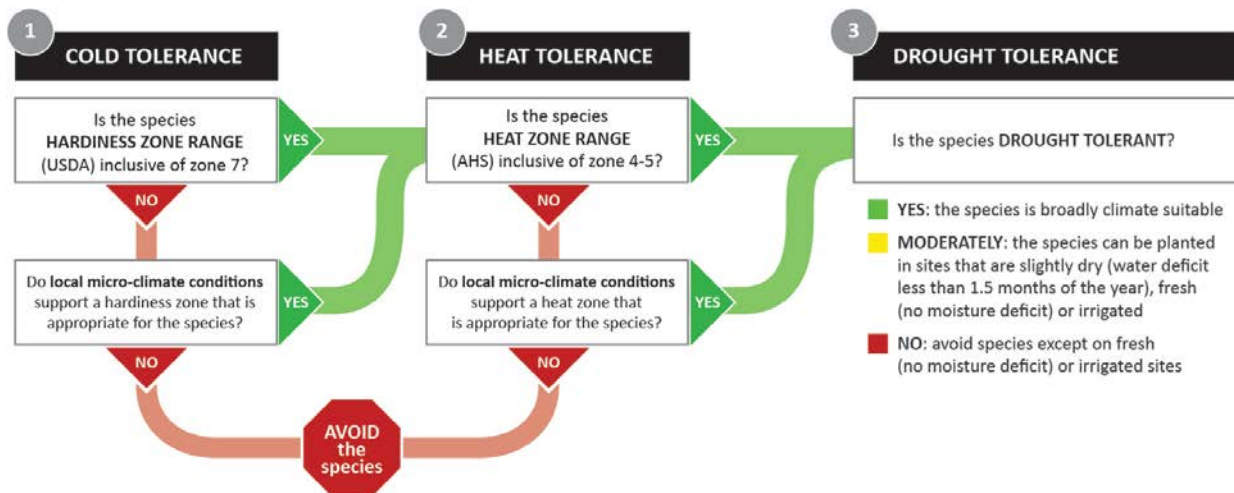 1
COLD TOLERANCE
Is the species
HARDINESS ZONE RANGE
(USDA) inclusive of zone 7?
YES
NO
Do local micro-climate conditions
support a hardiness zone that is
appropriate for the species?
YES
NO
2
HEAT TOLERANCE
Is the species
HEAT ZONE RANGE
(AHS) inclusive of zone 4-5?
YES
NO
Do local micro-climate conditions
support a heat zone that
is appropriate for the species?
YES
NO
AVOID
the
species
3
DROUGHT TOLERANCE
Is the species DROUGHT TOLERANT?
YES: the species is broadly climate suitable
MODERATELY: the species can be planted
in sites that are slightly dry (water deficit
less than 1.5 months of the year), fresh
(no moisture deficit) or irrigated
NO: avoid species except on fresh
(no moisture deficit) or irrigated sites